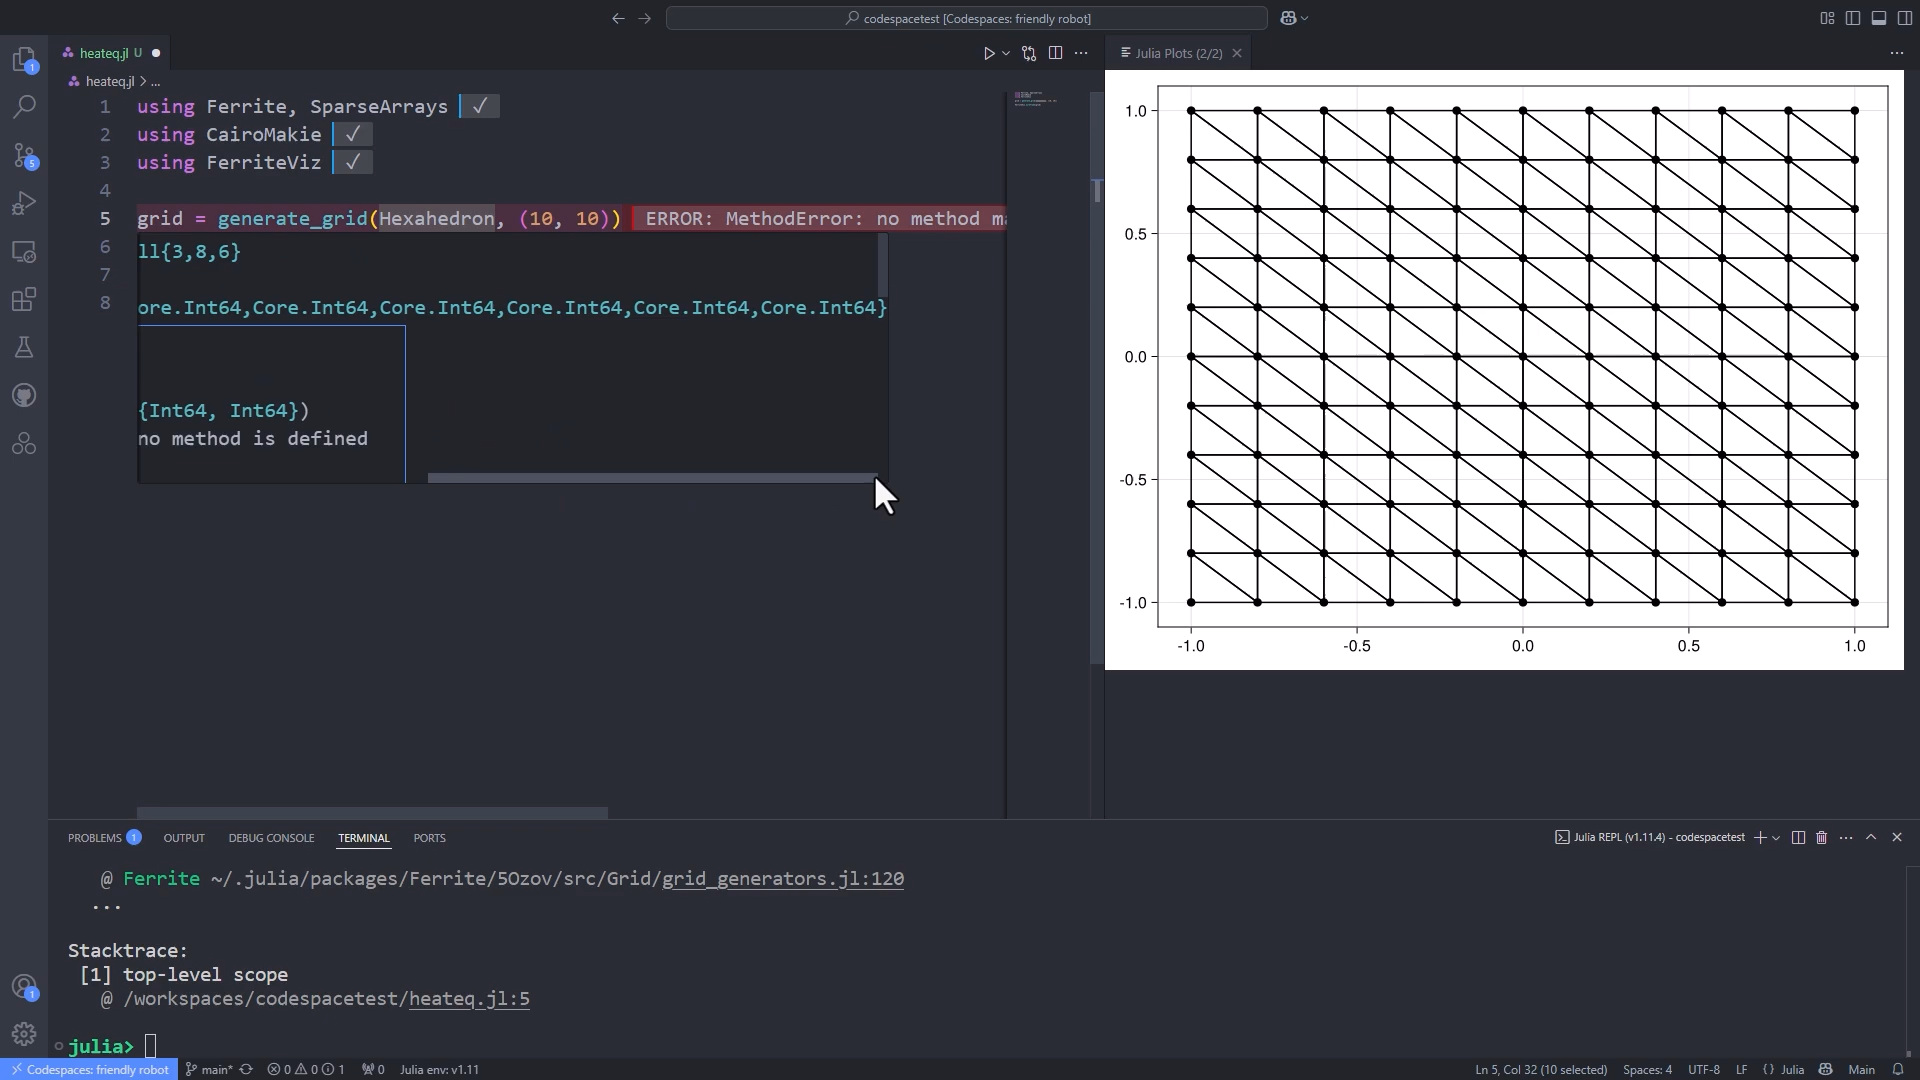 codespacetest [Codespaces: friendly robot]
heateq.jl U
Julia Plots (2/2)
1
heateq.jl > ...
1 using Ferrite, SparseArrays ✓
2 using CairoMakie ✓
3 using FerriteViz ✓
4
5 grid = generate_grid(Hexahedron, (10, 10)) ERROR: MethodError: no method ma
6 ll{3,8,6}
7
8 ore.Int64,Core.Int64,Core.Int64,Core.Int64,Core.Int64,Core.Int64}
{Int64, Int64})
no method is defined
5
1.0
0.5
0.0
-0.5
-1.0
-1.0 -0.5 0.0 0.5 1.0
PROBLEMS 1 OUTPUT DEBUG CONSOLE TERMINAL PORTS
Julia REPL (v1.11.4) - codespacetest
@ Ferrite ~/.julia/packages/Ferrite/5Ozov/src/Grid/grid_generators.jl:120
...
Stacktrace:
[1] top-level scope
@ /workspaces/codespacetest/heateq.jl:5
julia>
1
Codespaces: friendly robot main* 0 0 1 0 Julia env: v1.11
Ln 5, Col 32 (10 selected) Spaces: 4 UTF-8 LF {} Julia Main